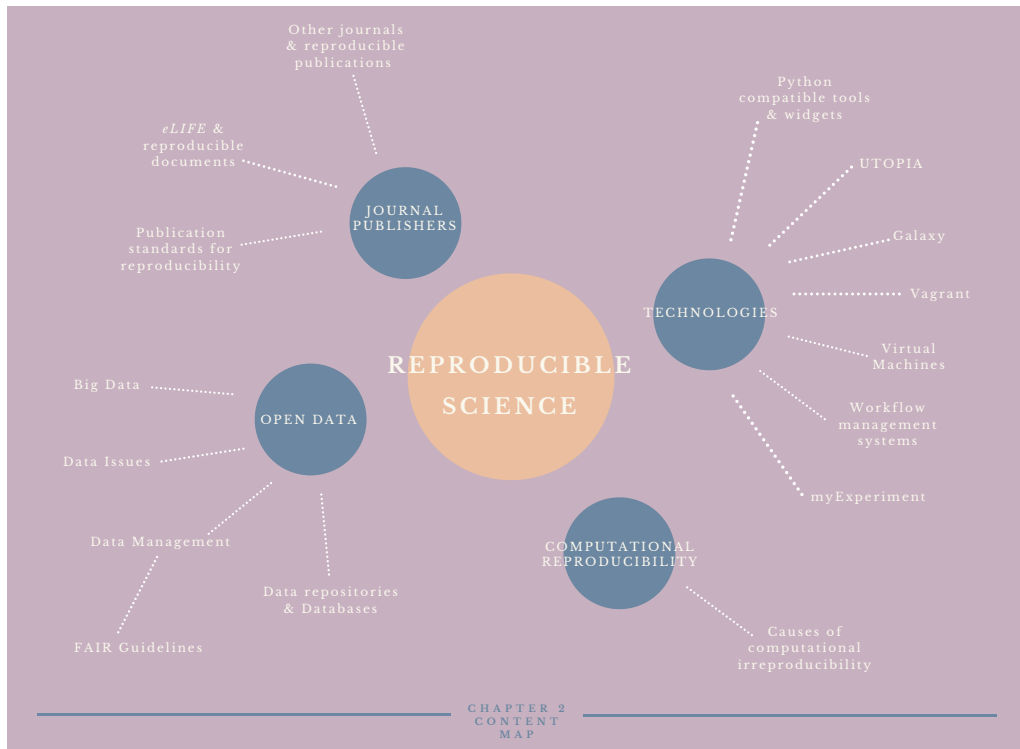 Other journals
& reproducible
publications
eLIFE &
reproducible
documents
Publication
standards for
reproducibility
JOURNAL
PUBLISHERS
Python
compatible tools
& widgets
UTOPIA
Galaxy
Vagrant
TECHNOLOGIES
Virtual
Machines
Workflow
management
systems
myExperiment
REPRODUCIBLE
SCIENCE
Big Data
OPEN DATA
Data Issues
Data Management
Data repositories
& Databases
FAIR Guidelines
COMPUTATIONAL
REPRODUCIBILITY
Causes of
computational
irreproducibility
CHAPTER 2
CONTENT
MAP